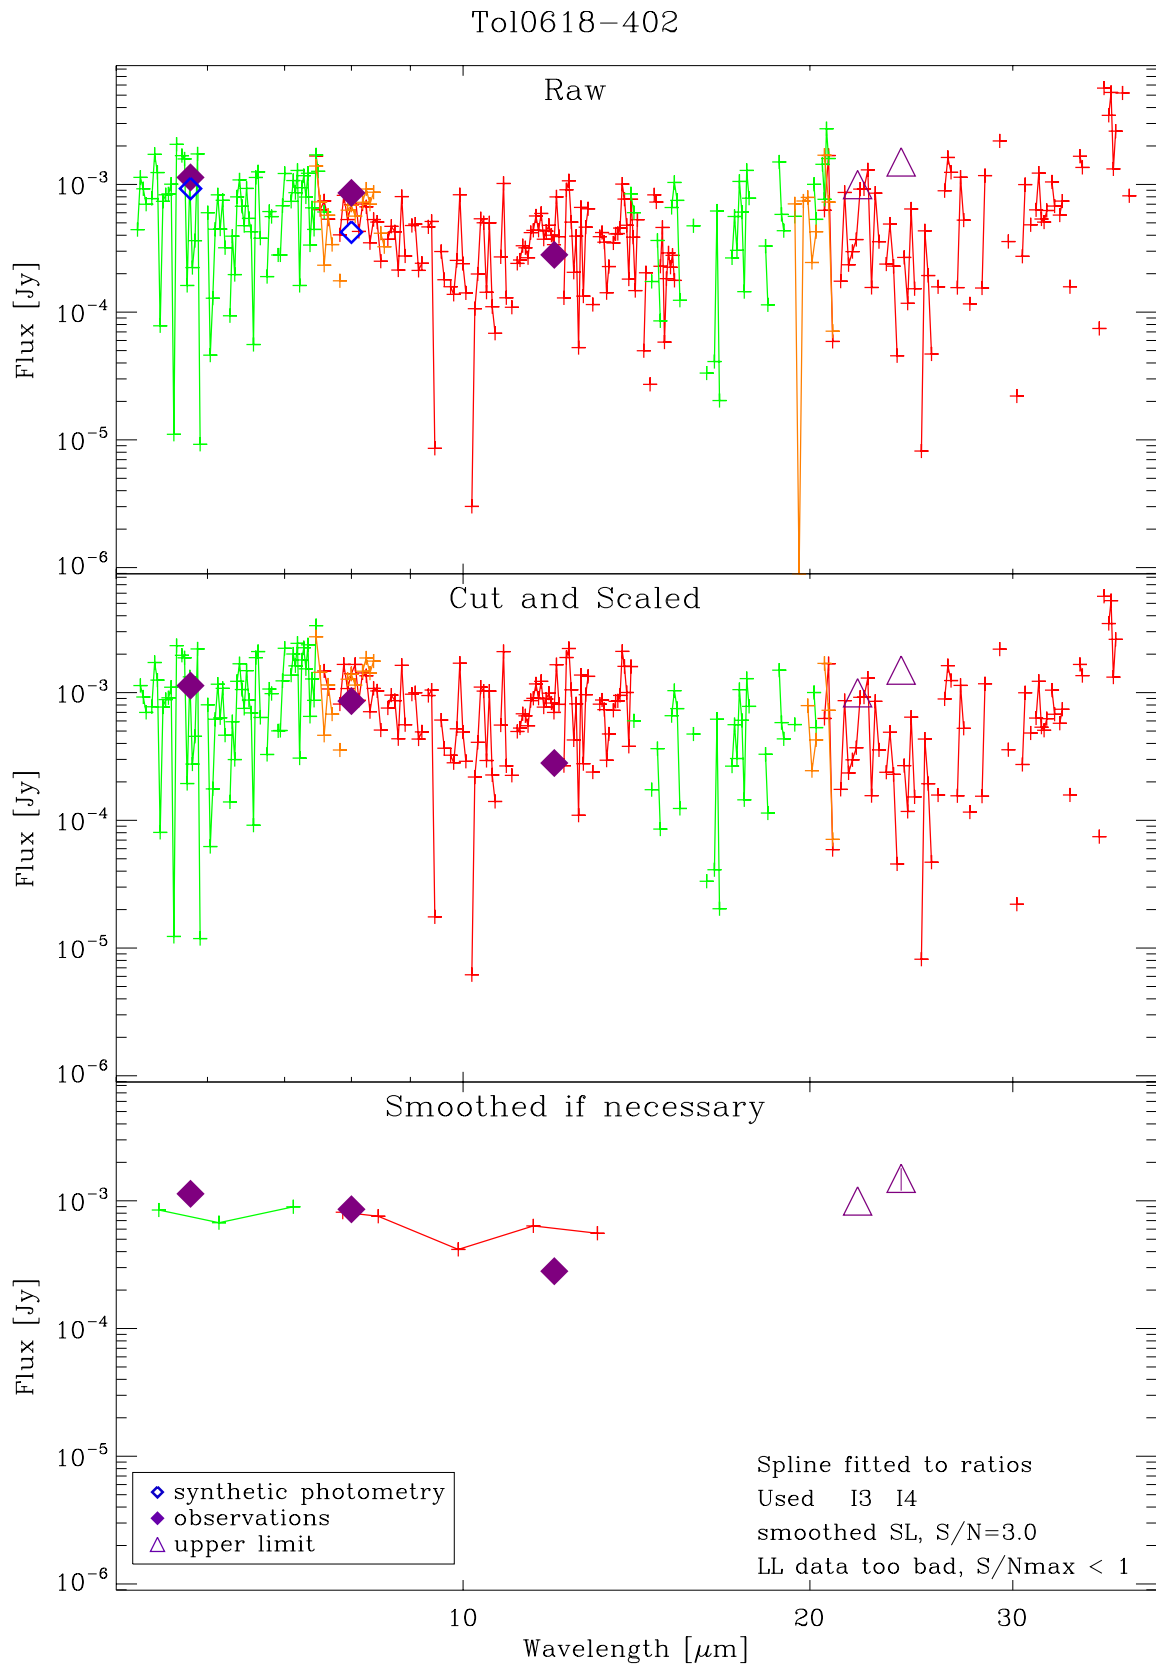 Tol0618-402
Raw
10⁻³
10⁻⁴
10⁻⁵
10⁻⁶
Flux [Jy]
Cut and Scaled
10⁻³
10⁻⁴
10⁻⁵
10⁻⁶
Flux [Jy]
Smoothed if necessary
10⁻³
10⁻⁴
10⁻⁵
10⁻⁶
Flux [Jy]
synthetic photometry
observations
upper limit
Spline fitted to ratios
Used I3 I4
smoothed SL, S/N=3.0
LL data too bad, S/Nmax < 1
10 20 30
Wavelength [μm]